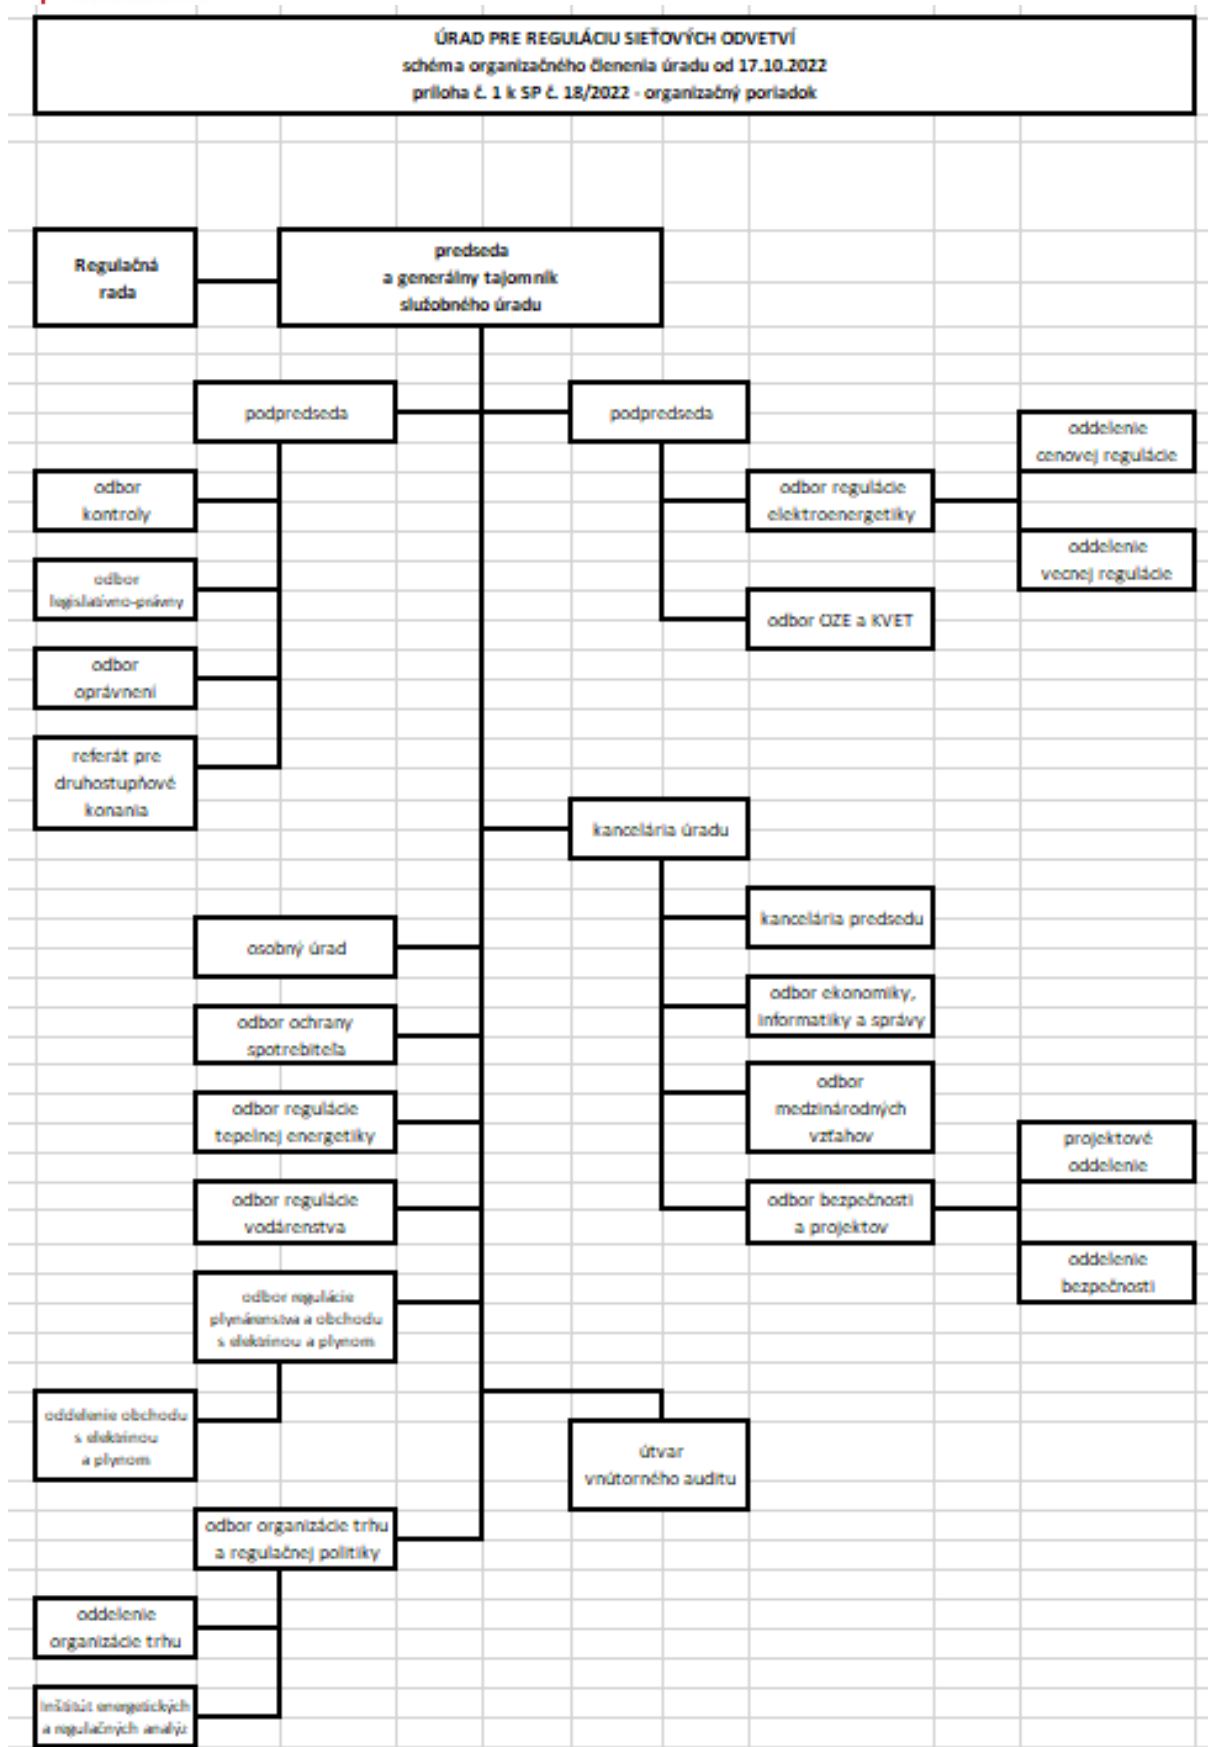 ÚRAD PRE REGULÁCIU SIEŤOVÝCH ODVETVÍ
schéma organizačného členenia úradu od 17.10.2022
príloha č. 1 k SP č. 18/2022 - organizačný poriadok
Regulačná
rada
predseda
a generálny tajomník
služobného úradu
podpredseda
podpredseda
oddelenie
cenovej regulácie
odbor
kontroly
odbor regulácie
elektroenergetiky
oddelenie
vecnej regulácie
odbor
legislatívno-právny
odbor OZE a KVET
odbor
oprávnení
referát pre
druhostupňové
konania
kancelária úradu
kancelária predsedu
osobný úrad
odbor ekonomiky,
informatiky a správy
odbor ochrany
spotrebiteľa
odbor
medzinárodných
vzťahov
odbor regulácie
tepelnej energetiky
projektové
oddelenie
odbor regulácie
vodárenstva
odbor bezpečnosti
a projektov
oddelenie
bezpečnosti
odbor regulácie
plynárenstva a obchodu
s elektrinou a plynom
oddelenie obchodu
s elektrinou
a plynom
útvar
vnútorného auditu
odbor organizácie trhu
a regulačnej politiky
oddelenie
organizácie trhu
Inštitút energetických
a regulačných analýz